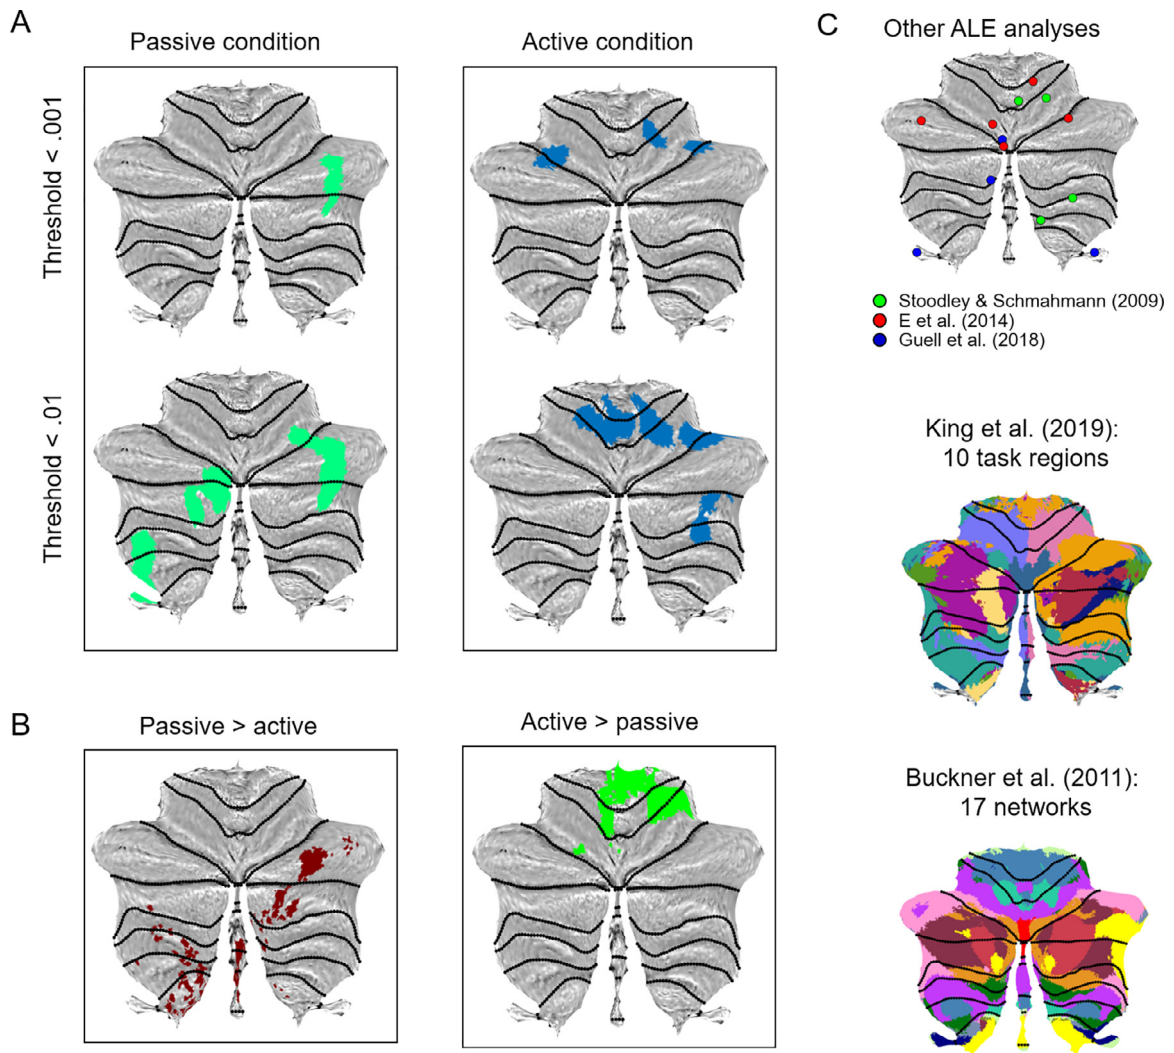 A
Passive condition
Active condition
Threshold < .001
Threshold < .01
B
Passive > active
Active > passive
C
Other ALE analyses
Stoodley & Schmahmann (2009)
E et al. (2014)
Guell et al. (2018)
King et al. (2019):
10 task regions
Buckner et al. (2011):
17 networks